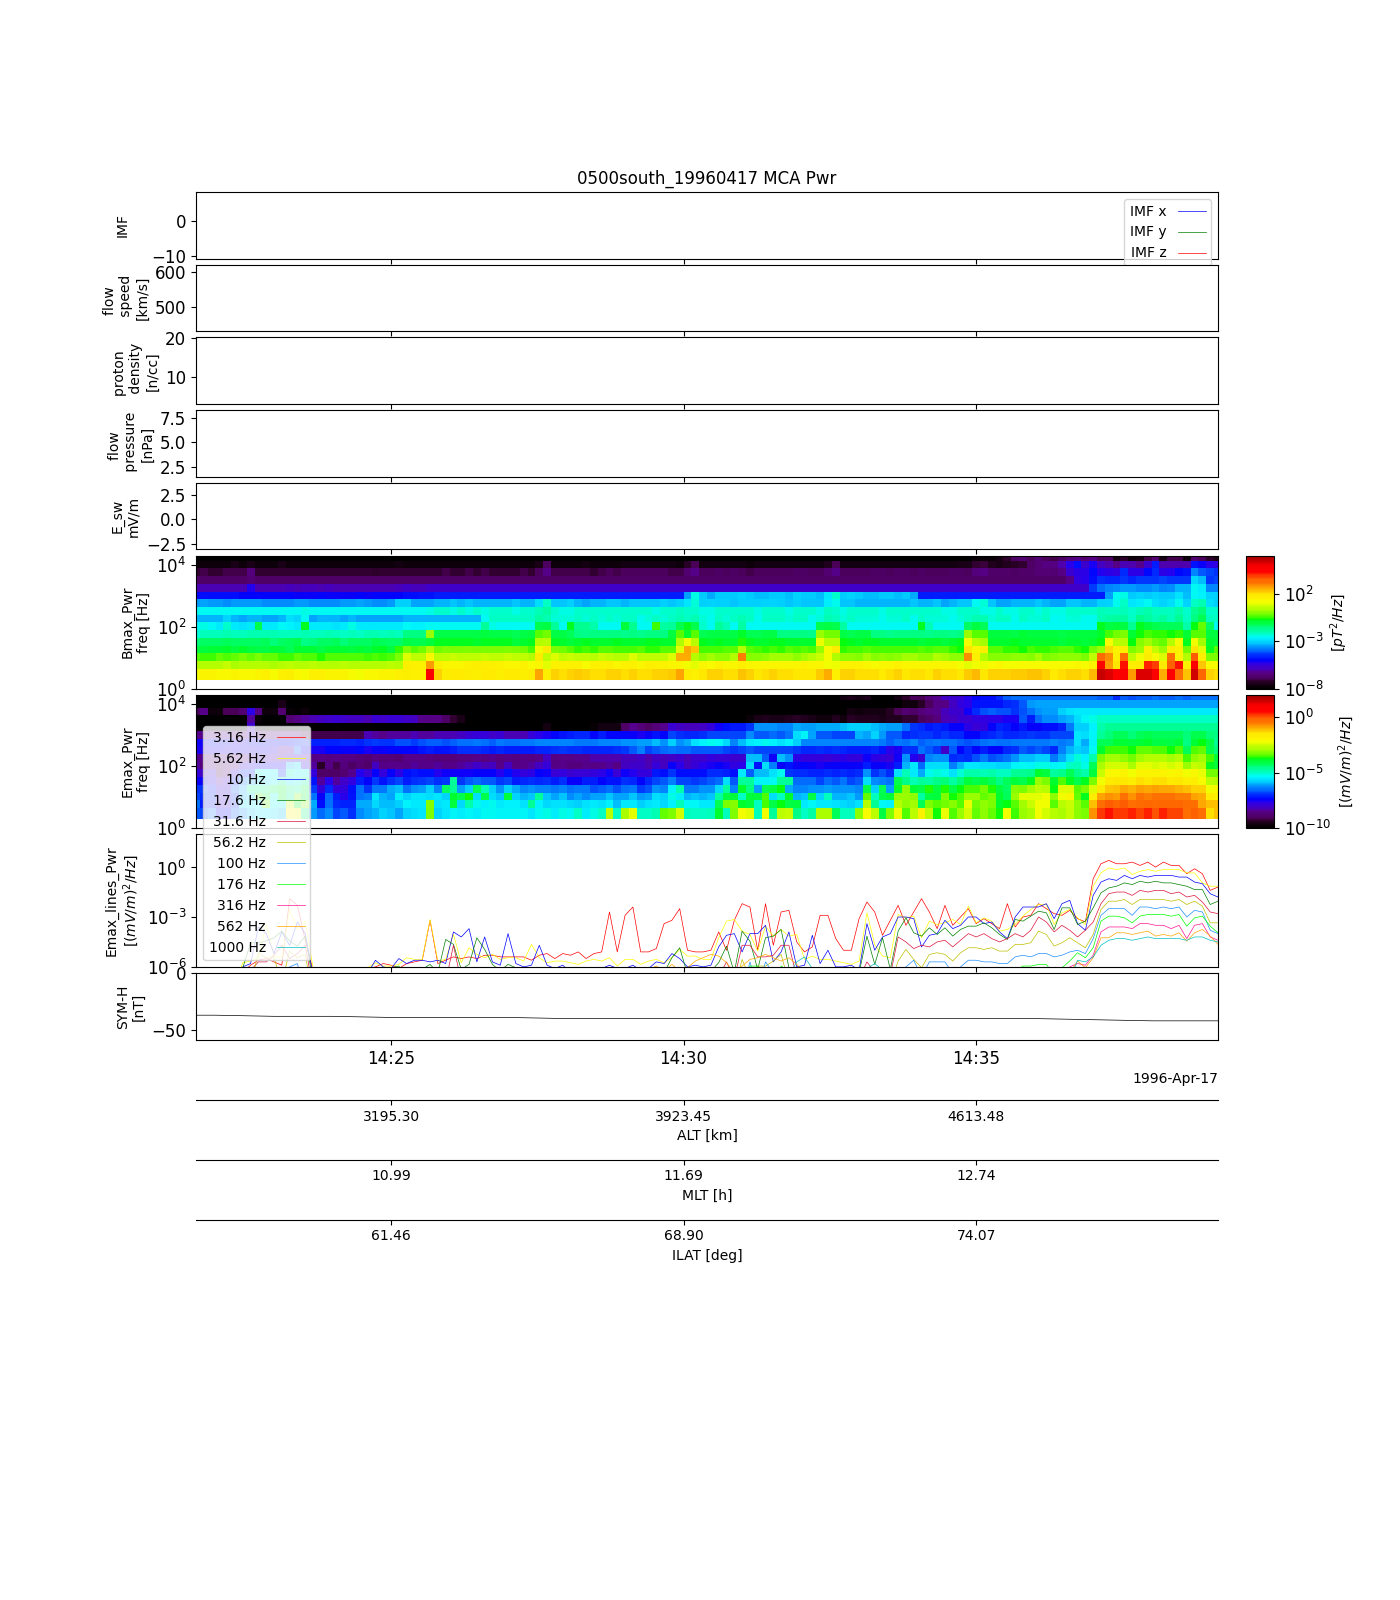 0500south_19960417 MCA Pwr
IMF
0
−10
IMF x
IMF y
IMF z
flow
speed
[km/s]
600
500
proton
density
[n/cc]
20
10
flow
pressure
[nPa]
7.5
5.0
2.5
E_sw
mV/m
2.5
0.0
−2.5
Bmax_Pwr
freq [Hz]
10^4
10^2
10^0
10^2
10^−3
10^−8
[pT^2/Hz]
Emax_Pwr
freq [Hz]
10^4
10^2
10^0
10^0
10^−5
10^−10
[(mV/m)^2/Hz]
3.16 Hz
5.62 Hz
10 Hz
17.6 Hz
31.6 Hz
56.2 Hz
100 Hz
176 Hz
316 Hz
562 Hz
1000 Hz
Emax_lines_Pwr
[(mV/m)^2/Hz]
10^0
10^−3
10^−6
SYM-H
[nT]
0
−50
14:25 14:30 14:35
1996-Apr-17
3195.30 3923.45 4613.48
ALT [km]
10.99 11.69 12.74
MLT [h]
61.46 68.90 74.07
ILAT [deg]